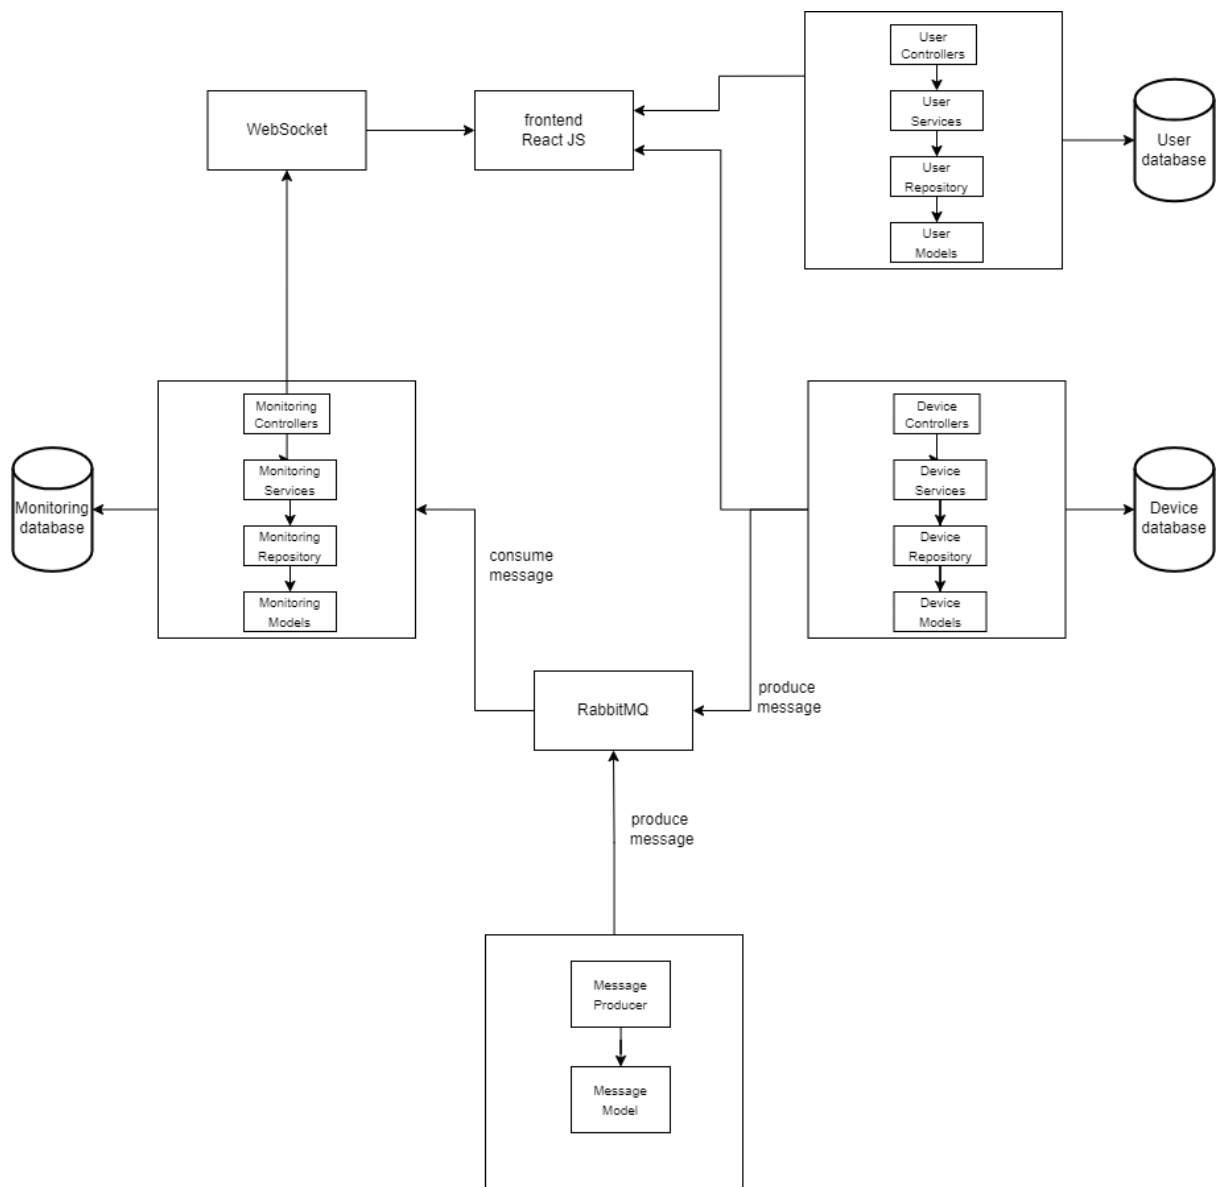 User
Controllers
User
Services
User
Repository
User
Models
User
database
WebSocket
frontend
React JS
Monitoring
Controllers
Monitoring
Services
Monitoring
Repository
Monitoring
Models
Monitoring
database
Device
Controllers
Device
Services
Device
Repository
Device
Models
Device
database
consume
message
RabbitMQ
produce
message
produce
message
Message
Producer
Message
Model